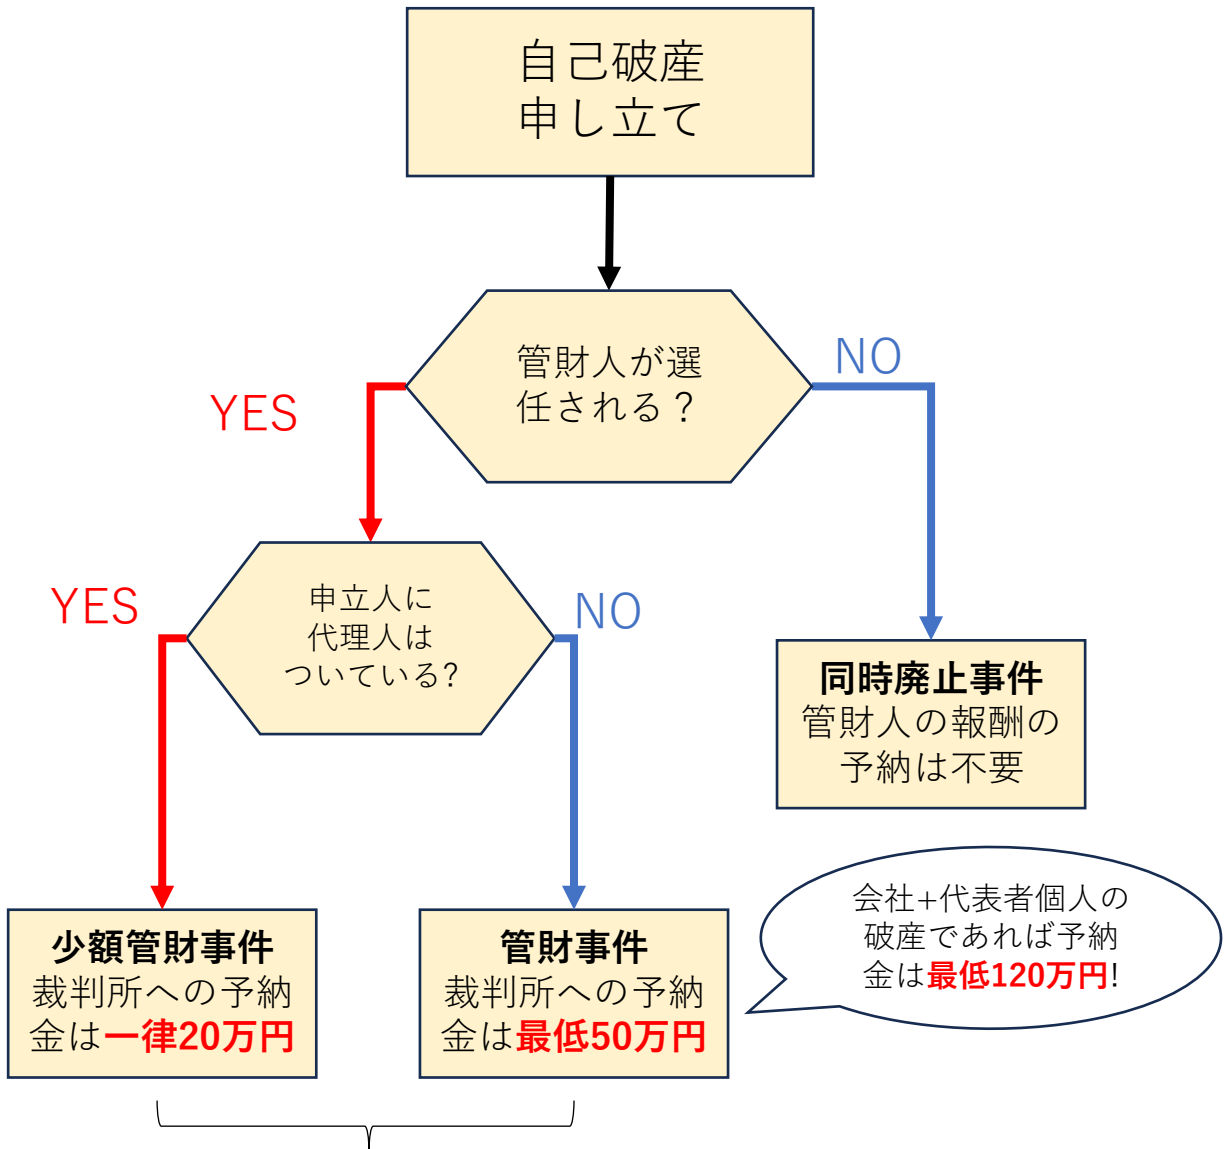 自己破産
申し立て
管財人が選
任される？
NO
YES
申立人に
代理人は
ついている?
YES
NO
同時廃止事件
管財人の報酬の
予納は不要
会社+代表者個人の
破産であれば予納
金は最低120万円!
少額管財事件
裁判所への予納
金は一律20万円
管財事件
裁判所への予納
金は最低50万円